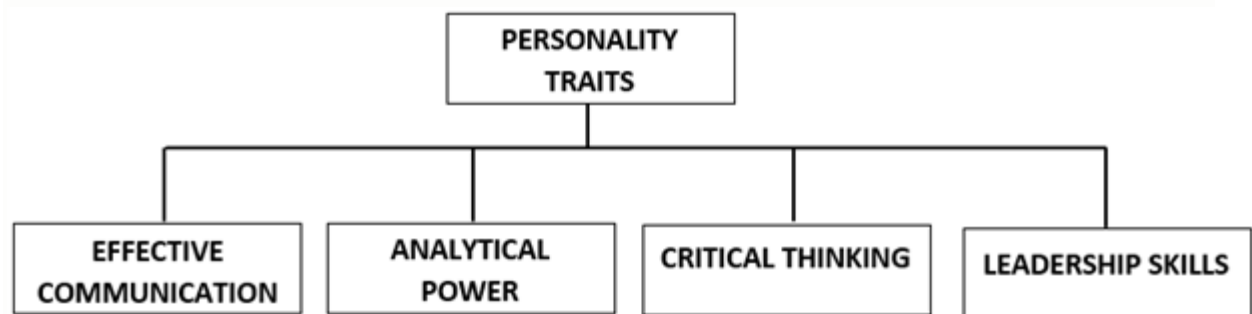 PERSONALITY
TRAITS
EFFECTIVE
COMMUNICATION
ANALYTICAL
POWER
CRITICAL THINKING
LEADERSHIP SKILLS